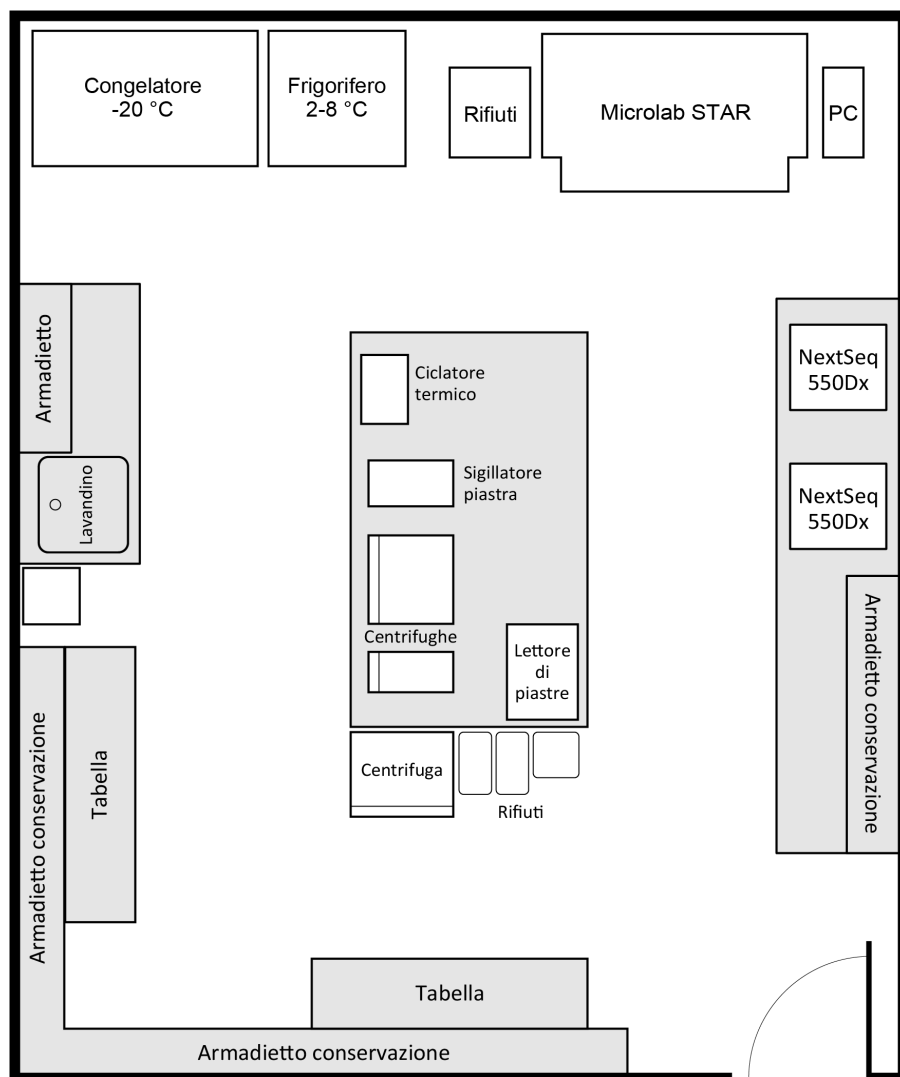 Congelatore
-20 °C
Frigorifero
2-8 °C
Rifiuti
Microlab STAR
PC
Armadietto
Lavandino
Ciclatore
termico
Sigillatore
piastra
Centrifughe
Lettore
di
piastre
Centrifuga
Rifiuti
NextSeq
550Dx
NextSeq
550Dx
Armadietto conservazione
Armadietto conservazione
Tabella
Tabella
Armadietto conservazione